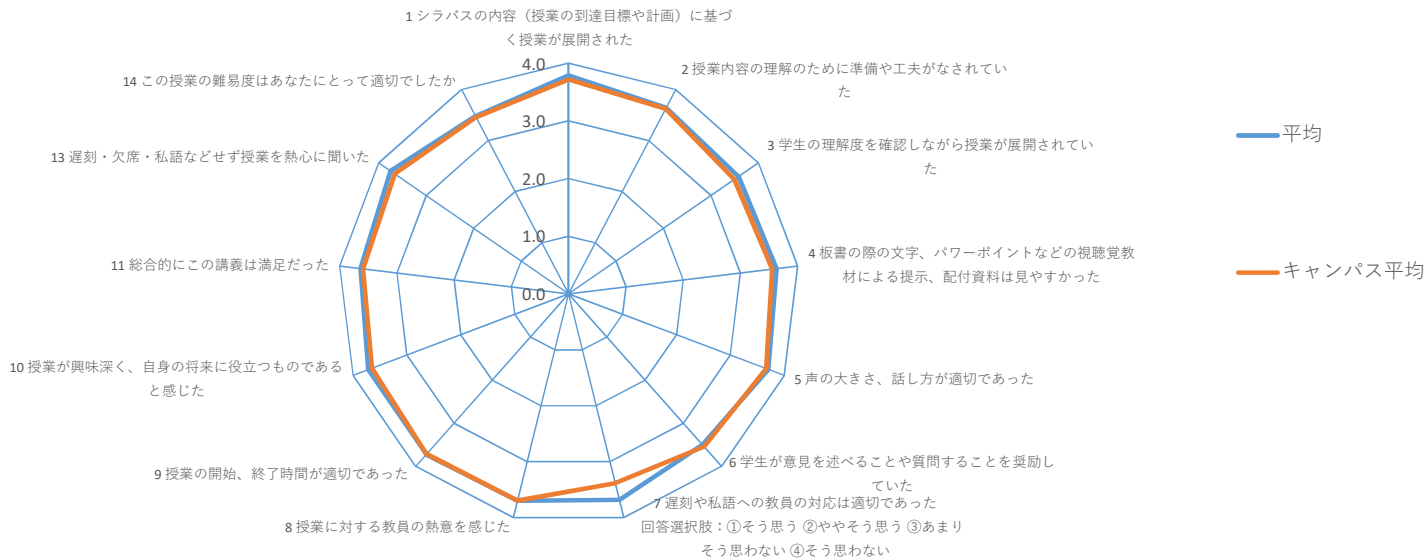 1 シラバスの内容（授業の到達目標や計画）に基づ
く授業が展開された
2 授業内容の理解のために準備や工夫がなされてい
た
3 学生の理解度を確認しながら授業が展開されてい
た
4 板書の際の文字、パワーポイントなどの視聴覚教
材による提示、配付資料は見やすかった
5 声の大きさ、話し方が適切であった
6 学生が意見を述べることや質問することを奨励し
ていた
7 遅刻や私語への教員の対応は適切であった
回答選択肢：①そう思う ②ややそう思う ③あまり
そう思わない ④そう思わない
8 授業に対する教員の熱意を感じた
9 授業の開始、終了時間が適切であった
10 授業が興味深く、自身の将来に役立つものである
と感じた
11 総合的にこの講義は満足だった
13 遅刻・欠席・私語などせず授業を熱心に聞いた
14 この授業の難易度はあなたにとって適切でしたか
4.0
3.0
2.0
1.0
0.0
平均
キャンパス平均